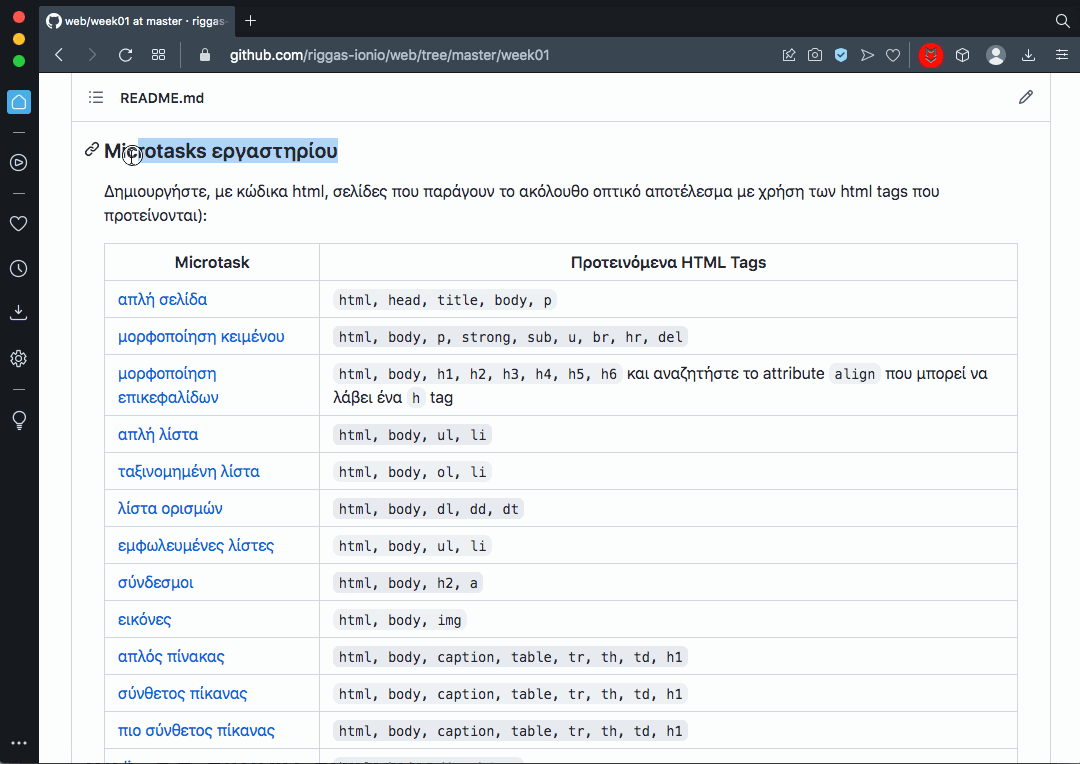 web/week01 at master · riggas-
github.com/riggas-ionio/web/tree/master/week01
README.md
Microtasks εργαστηρίου
Δημιουργήστε, με κώδικα html, σελίδες που παράγουν το ακόλουθο οπτικό αποτέλεσμα με χρήση των html tags που
προτείνονται):
Microtask Προτεινόμενα HTML Tags
απλή σελίδα html, head, title, body, p
μορφοποίηση κειμένου html, body, p, strong, sub, u, br, hr, del
μορφοποίηση html, body, h1, h2, h3, h4, h5, h6 και αναζητήστε το attribute align που μπορεί να
επικεφαλίδων λάβει ένα h tag
απλή λίστα html, body, ul, li
ταξινομημένη λίστα html, body, ol, li
λίστα ορισμών html, body, dl, dd, dt
εμφωλευμένες λίστες html, body, ul, li
σύνδεσμοι html, body, h2, a
εικόνες html, body, img
απλός πίνακας html, body, caption, table, tr, th, td, h1
σύνθετος πίκανας html, body, caption, table, tr, th, td, h1
πιο σύνθετος πίκανας html, body, caption, table, tr, th, td, h1